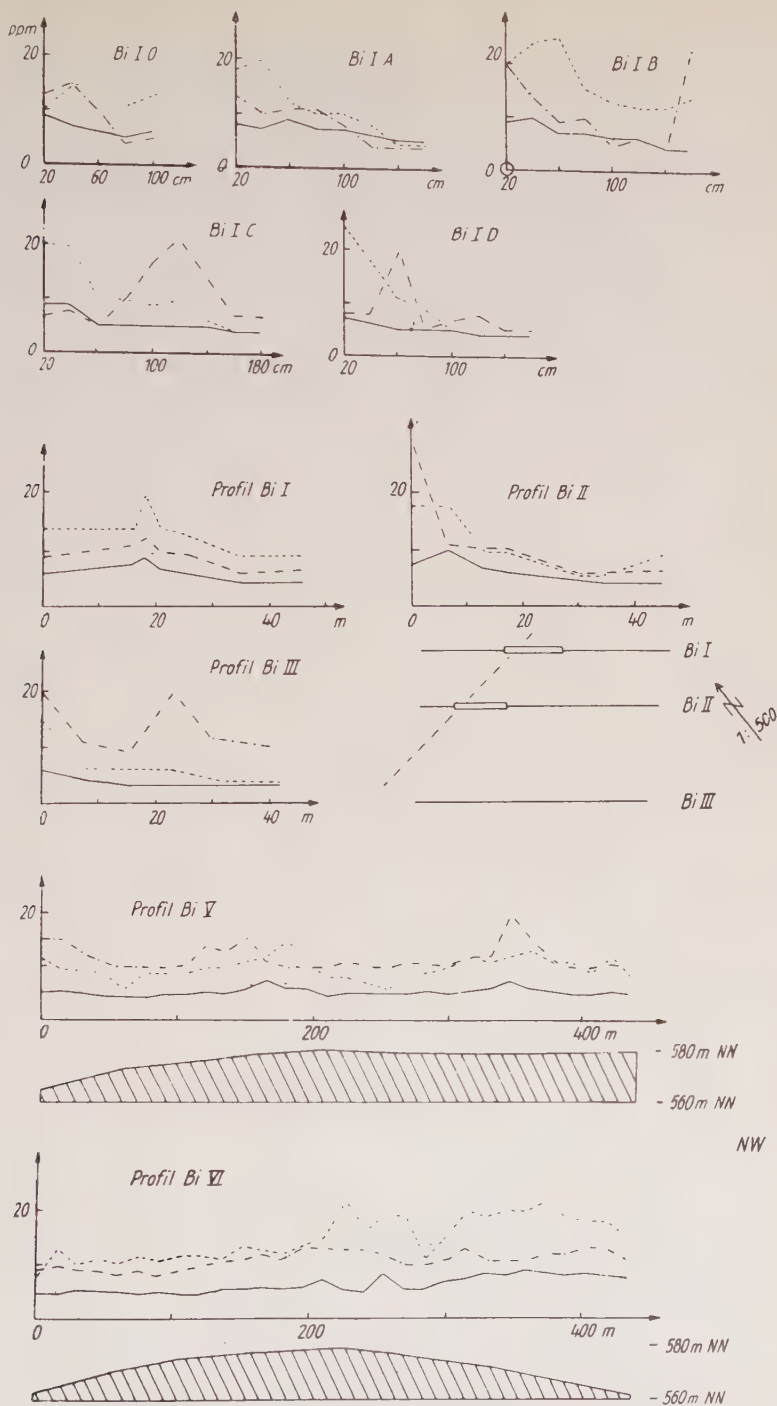 ppm
20
0
Bi I 0
20 60 100 cm
20
0
Bi I A
20 100 cm
20
0
Bi I B
20 100 cm
20
0
Bi I C
20 100 180 cm
20
0
Bi I D
20 100 cm
20
Profil Bi I
0 20 40 m
20
Profil Bi II
0 20 40 m
20
Profil Bi III
0 20 40 m
Bi I
Bi II
Bi III
1:500
20
Profil Bi V
0 200 400 m
- 580 m NN
- 560 m NN
NW
20
Profil Bi VI
0 200 400 m
- 580 m NN
- 560 m NN